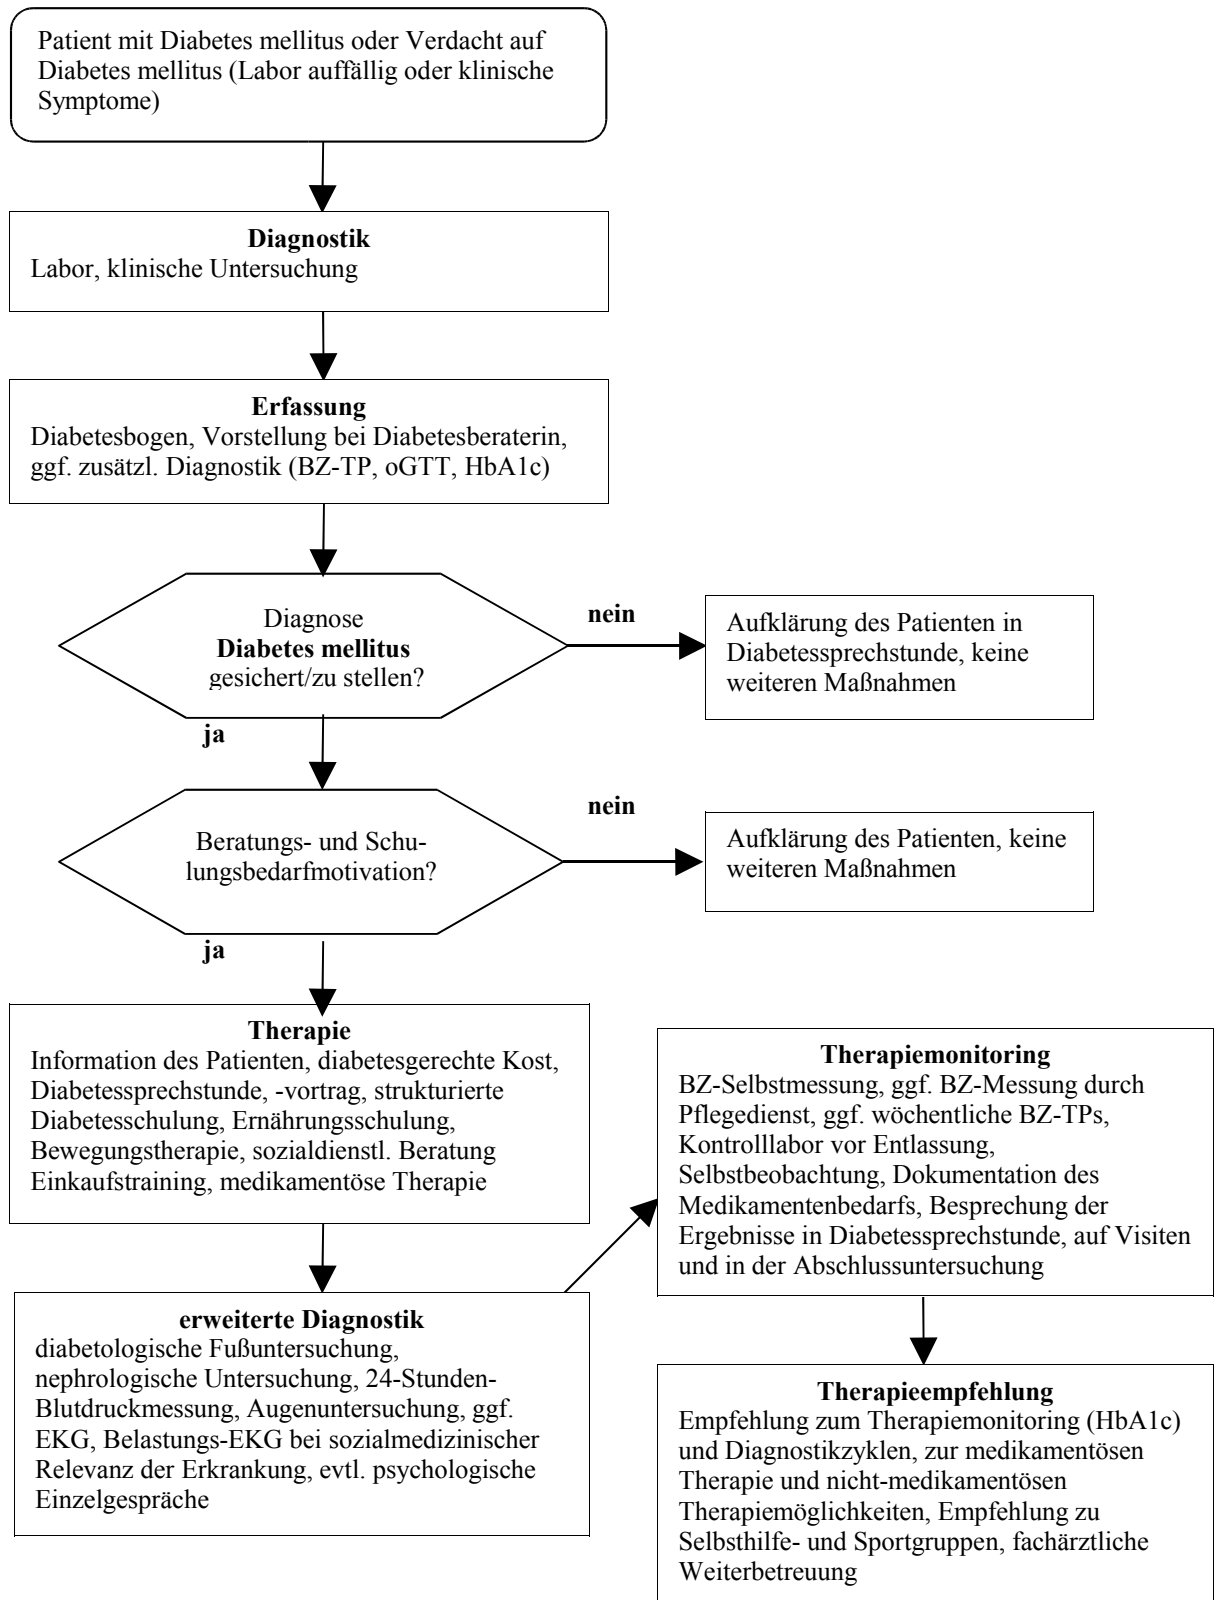 Patient mit Diabetes mellitus oder Verdacht auf
Diabetes mellitus (Labor auffällig oder klinische
Symptome)
Diagnostik
Labor, klinische Untersuchung
Erfassung
Diabetesbogen, Vorstellung bei Diabetesberaterin,
ggf. zusätzl. Diagnostik (BZ-TP, oGTT, HbA1c)
Diagnose
Diabetes mellitus
gesichert/zu stellen?
nein
Aufklärung des Patienten in
Diabetessprechstunde, keine
weiteren Maßnahmen
ja
Beratungs- und Schu-
lungsbedarfmotivation?
nein
Aufklärung des Patienten, keine
weiteren Maßnahmen
ja
Therapie
Information des Patienten, diabetesgerechte Kost,
Diabetessprechstunde, -vortrag, strukturierte
Diabetesschulung, Ernährungsschulung,
Bewegungstherapie, sozialdienstl. Beratung
Einkaufstraining, medikamentöse Therapie
erweiterte Diagnostik
diabetologische Fußuntersuchung,
nephrologische Untersuchung, 24-Stunden-
Blutdruckmessung, Augenuntersuchung, ggf.
EKG, Belastungs-EKG bei sozialmedizinischer
Relevanz der Erkrankung, evtl. psychologische
Einzelgespräche
Therapiemonitoring
BZ-Selbstmessung, ggf. BZ-Messung durch
Pflegedienst, ggf. wöchentliche BZ-TPs,
Kontrolllabor vor Entlassung,
Selbstbeobachtung, Dokumentation des
Medikamentenbedarfs, Besprechung der
Ergebnisse in Diabetessprechstunde, auf Visiten
und in der Abschlussuntersuchung
Therapieempfehlung
Empfehlung zum Therapiemonitoring (HbA1c)
und Diagnostikzyklen, zur medikamentösen
Therapie und nicht-medikamentösen
Therapiemöglichkeiten, Empfehlung zu
Selbsthilfe- und Sportgruppen, fachärztliche
Weiterbetreuung